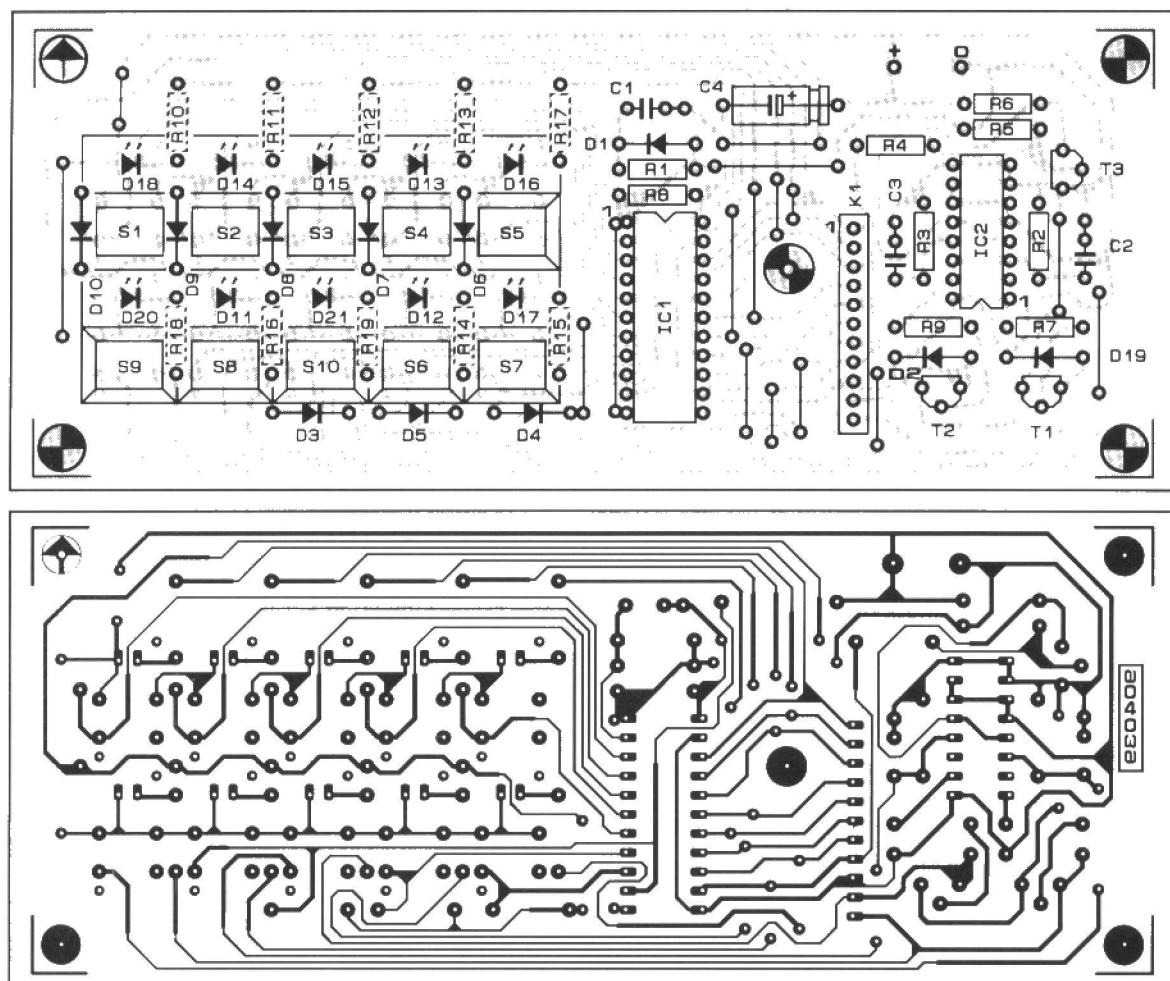 + 0
R10 R11 R12 R13 R17 C1 C4 + R6
R5
D1 R4
D18 D14 D15 D13 D16 R1 T3
R8 K1 C3
S1 S2 S3 S4 S5 1 1 R3 IC2 R2 C2
D10 D9 D8 D7 D6
D20 D11 D21 D12 D17 IC1 1
R18 R16 R19 R14 R15 R9 R7
S9 S8 S10 S6 S7 D2 D19
D3 D5 D4 T2 T1
904039